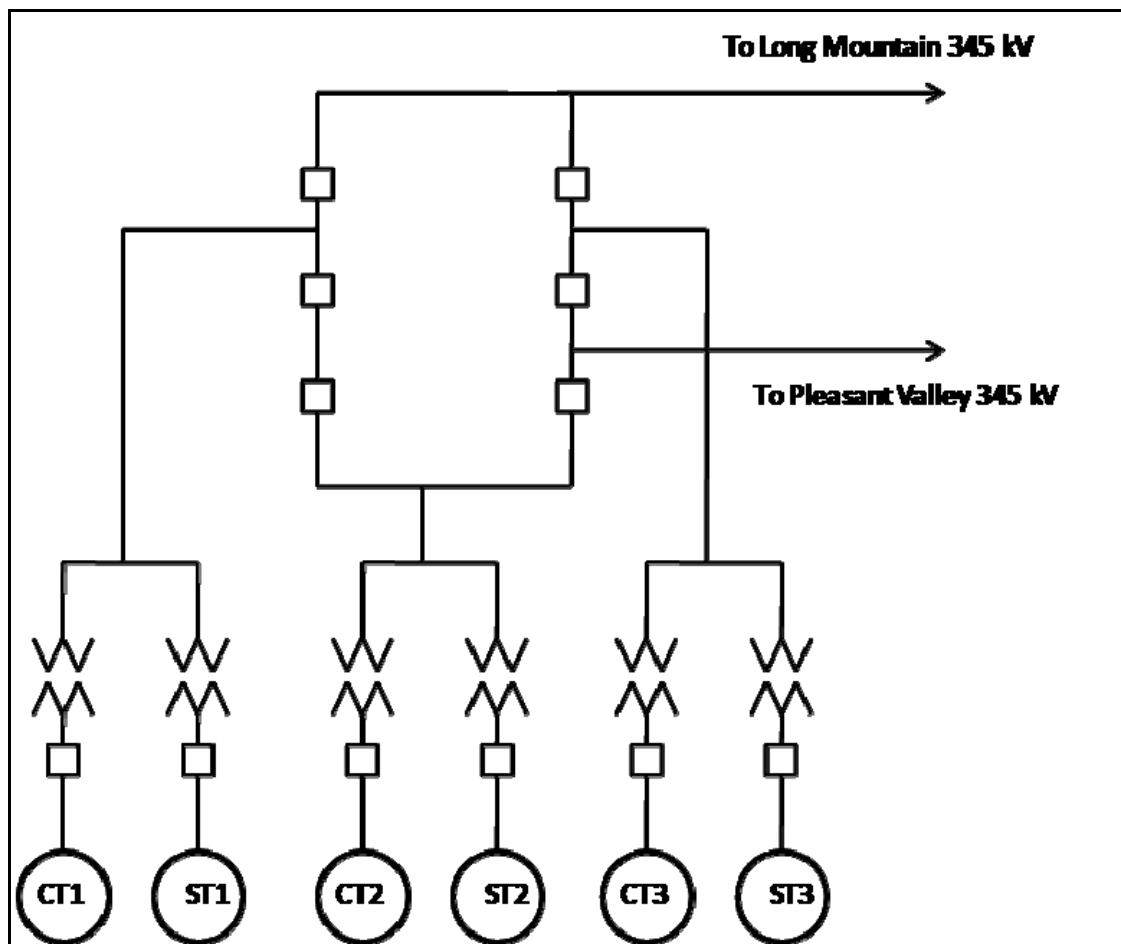 To Long Mountain 345 kV
To Pleasant Valley 345 kV
CT1 ST1 CT2 ST2 CT3 ST3